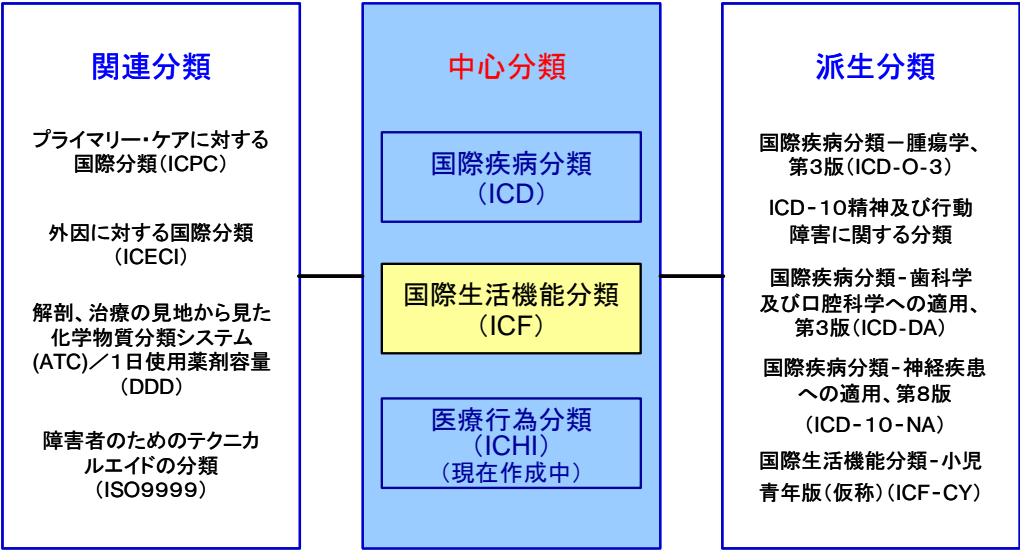 関連分類
プライマリー・ケアに対する
国際分類(ICPC)
外因に対する国際分類
(ICECI)
解剖、治療の見地から見た
化学物質分類システム
(ATC)/1日使用薬剤容量
(DDD)
障害者のためのテクニカ
ルエイドの分類
(ISO9999)
中心分類
国際疾病分類
(ICD)
国際生活機能分類
(ICF)
医療行為分類
(ICHI)
(現在作成中)
派生分類
国際疾病分類－腫瘍学、
第3版(ICD-O-3)
ICD-10精神及び行動
障害に関する分類
国際疾病分類-歯科学
及び口腔科学への適用、
第3版(ICD-DA)
国際疾病分類-神経疾患
への適用、第8版
(ICD-10-NA)
国際生活機能分類-小児
青年版(仮称)(ICF-CY)